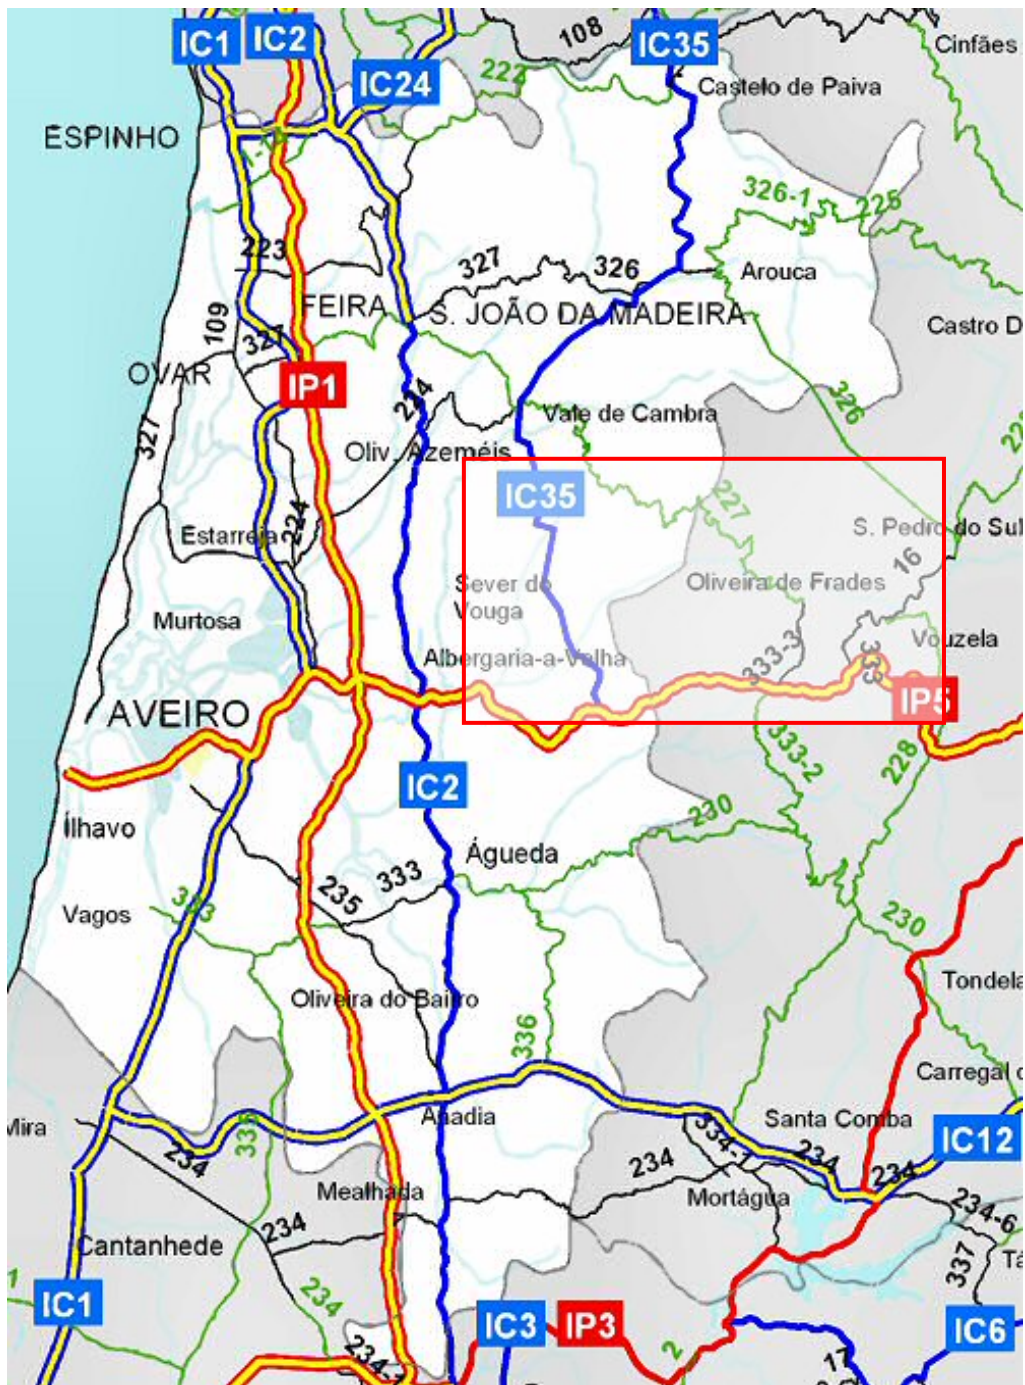 IC1
IC2
108
IC35
Cinfães
222
IC24
Castelo de Paiva
ESPINHO
326-1
225
223
327
326
Arouca
109
FEIRA
S. JOÃO DA MADEIRA
Castro D
327
OVAR
IP1
224
327
Vale de Cambra
326
Oliv. Azeméis
IC35
227
224
Estarreja
S. Pedro do Sul
16
Sever do
Vouga
Oliveira de Frades
Murtosa
Vouzela
Albergaria-a-Velha
333-3
333
AVEIRO
IP5
333-2
228
IC2
230
Ílhavo
Águeda
333
235
Vagos
333
230
Tondela
Oliveira do Bairro
336
Carregal
Anadia
Santa Comba
Mira
335
334-1
234
IC12
234
234
234
Mealhada
Mortágua
234-6
234
Cantanhede
337
IC1
234
IC3
IP3
IC6
2
17